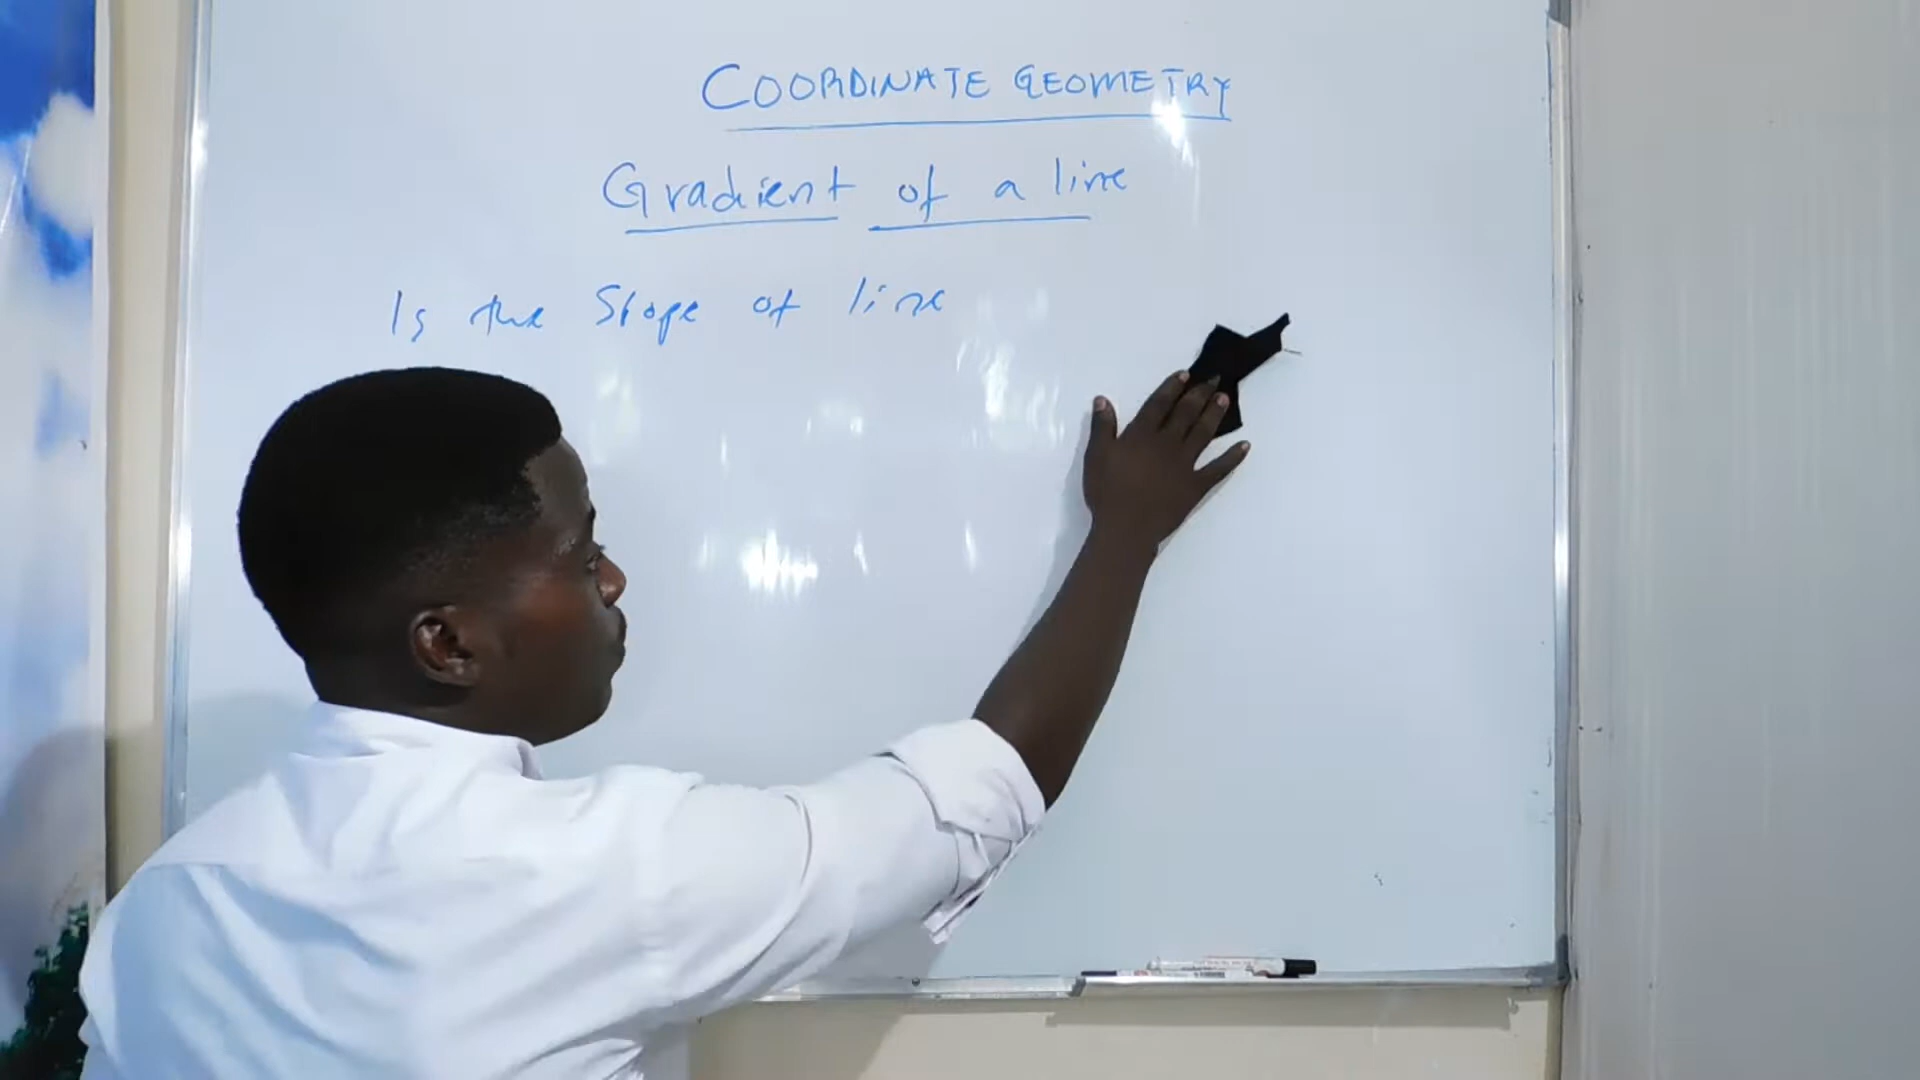 COORDINATE GEOMETRY
Gradient of a line
Is the Slope of line